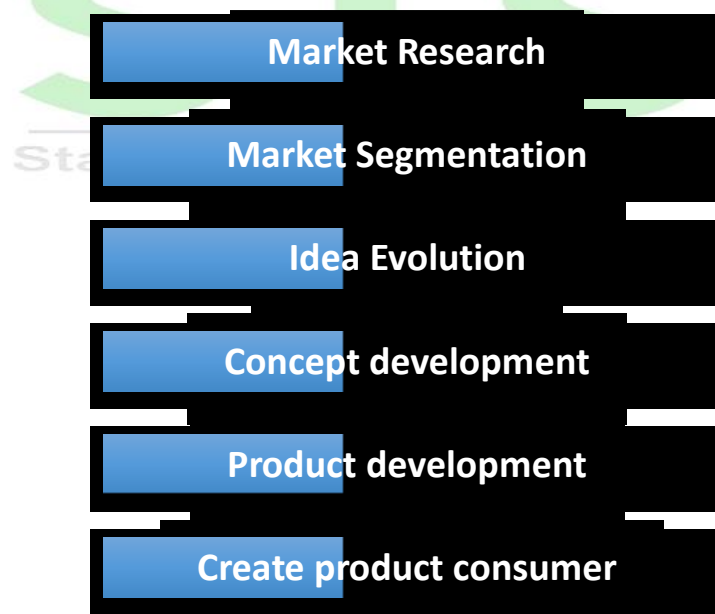 Market Research
Market Segmentation
Idea Evolution
Concept development
Product development
Create product consumer